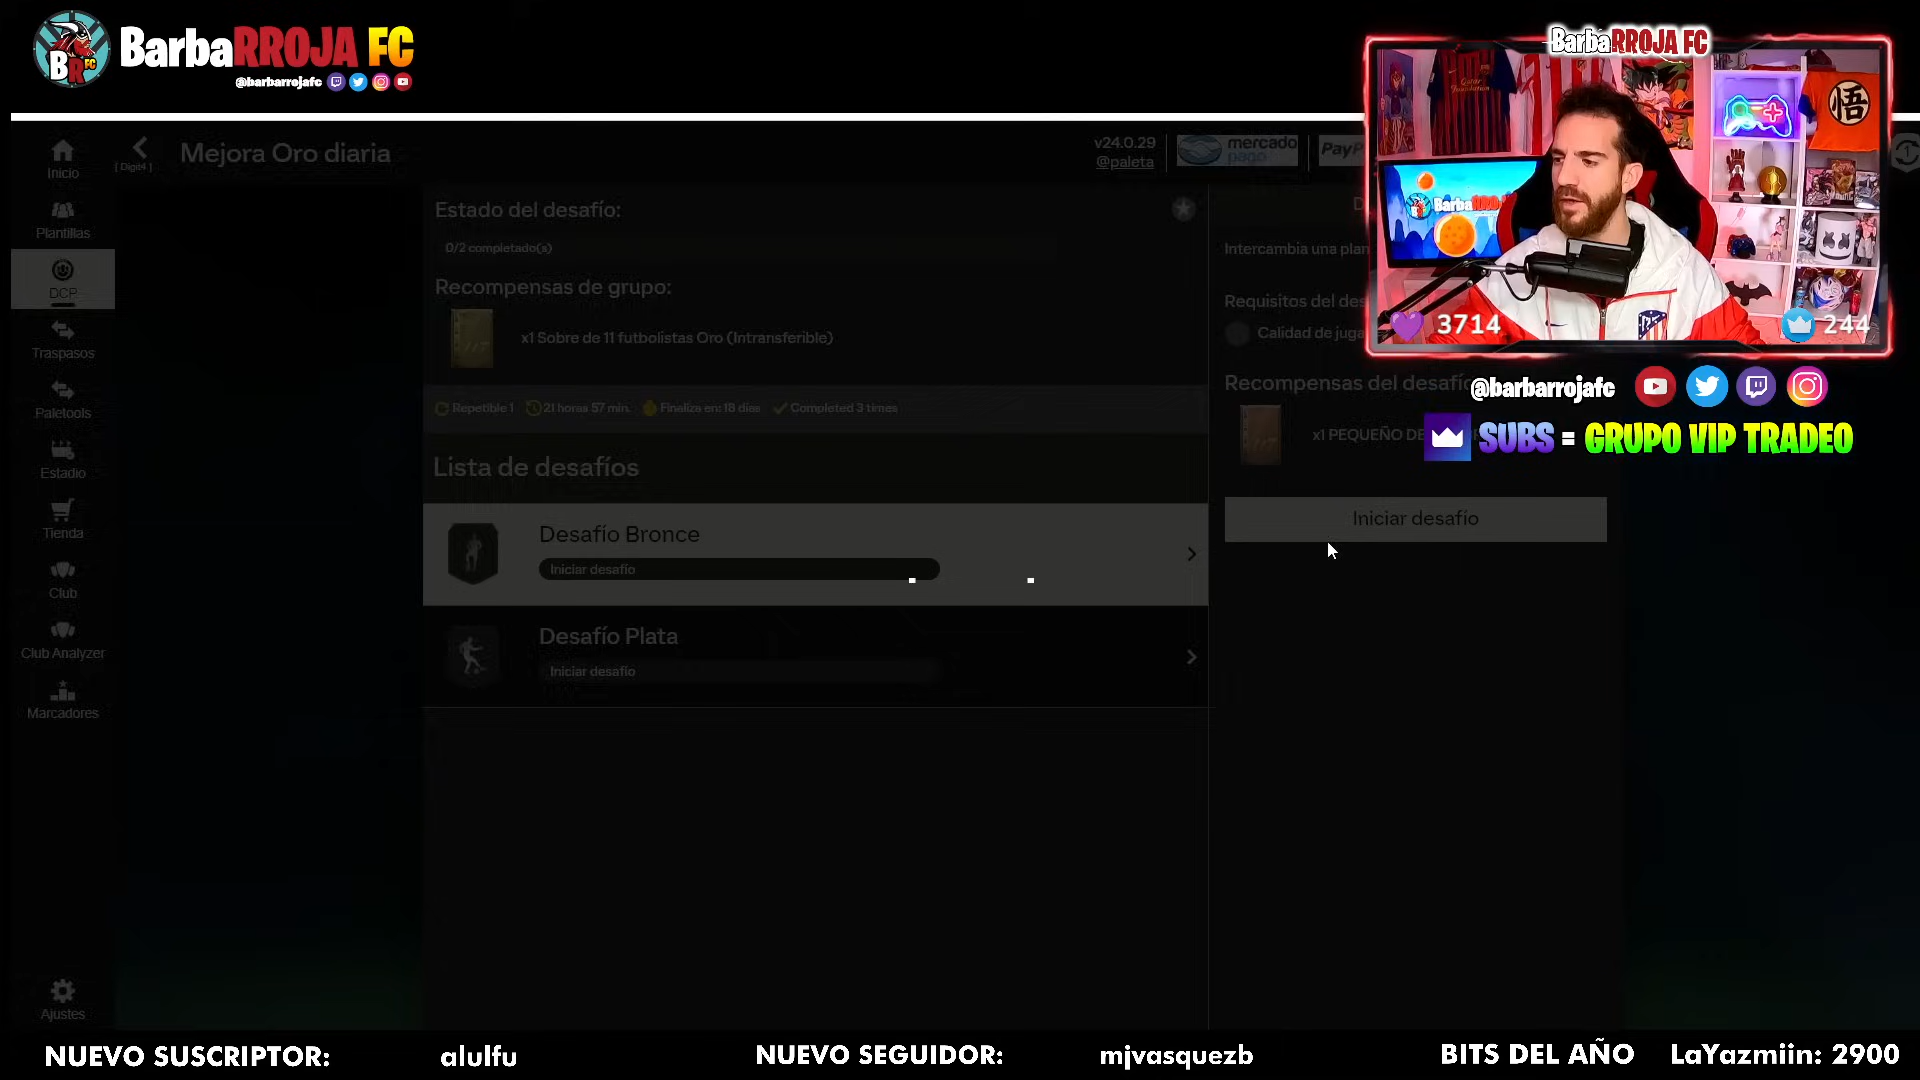 BarbaRROJA FC
@barbarrojafc
BarbaRROJA FC
Inicio
[ Digit4 ]
Mejora Oro diaria
v24.0.29
@paleta
mercado
pago
PayP
Plantillas
DCP
Traspasos
Paletools
Estadio
Tienda
Club
Club Analyzer
Marcadores
Ajustes
Estado del desafío:
0/2 completado(s)
Recompensas de grupo:
x1 Sobre de 11 futbolistas Oro (Intransferible)
Repetible 1
21 horas 57 min.
Finaliza en: 18 días
Completed 3 times
Lista de desafíos
Desafío Bronce
Iniciar desafío
Desafío Plata
Iniciar desafío
Intercambia una plan
Requisitos del des
Calidad de juga
Recompensas del desafío
x1 PEQUEÑO DE
Iniciar desafío
3714
244
@barbarrojafc
SUBS = GRUPO VIP TRADEO
NUEVO SUSCRIPTOR: alulfu
NUEVO SEGUIDOR: mjvasquezb
BITS DEL AÑO LaYazmiin: 2900